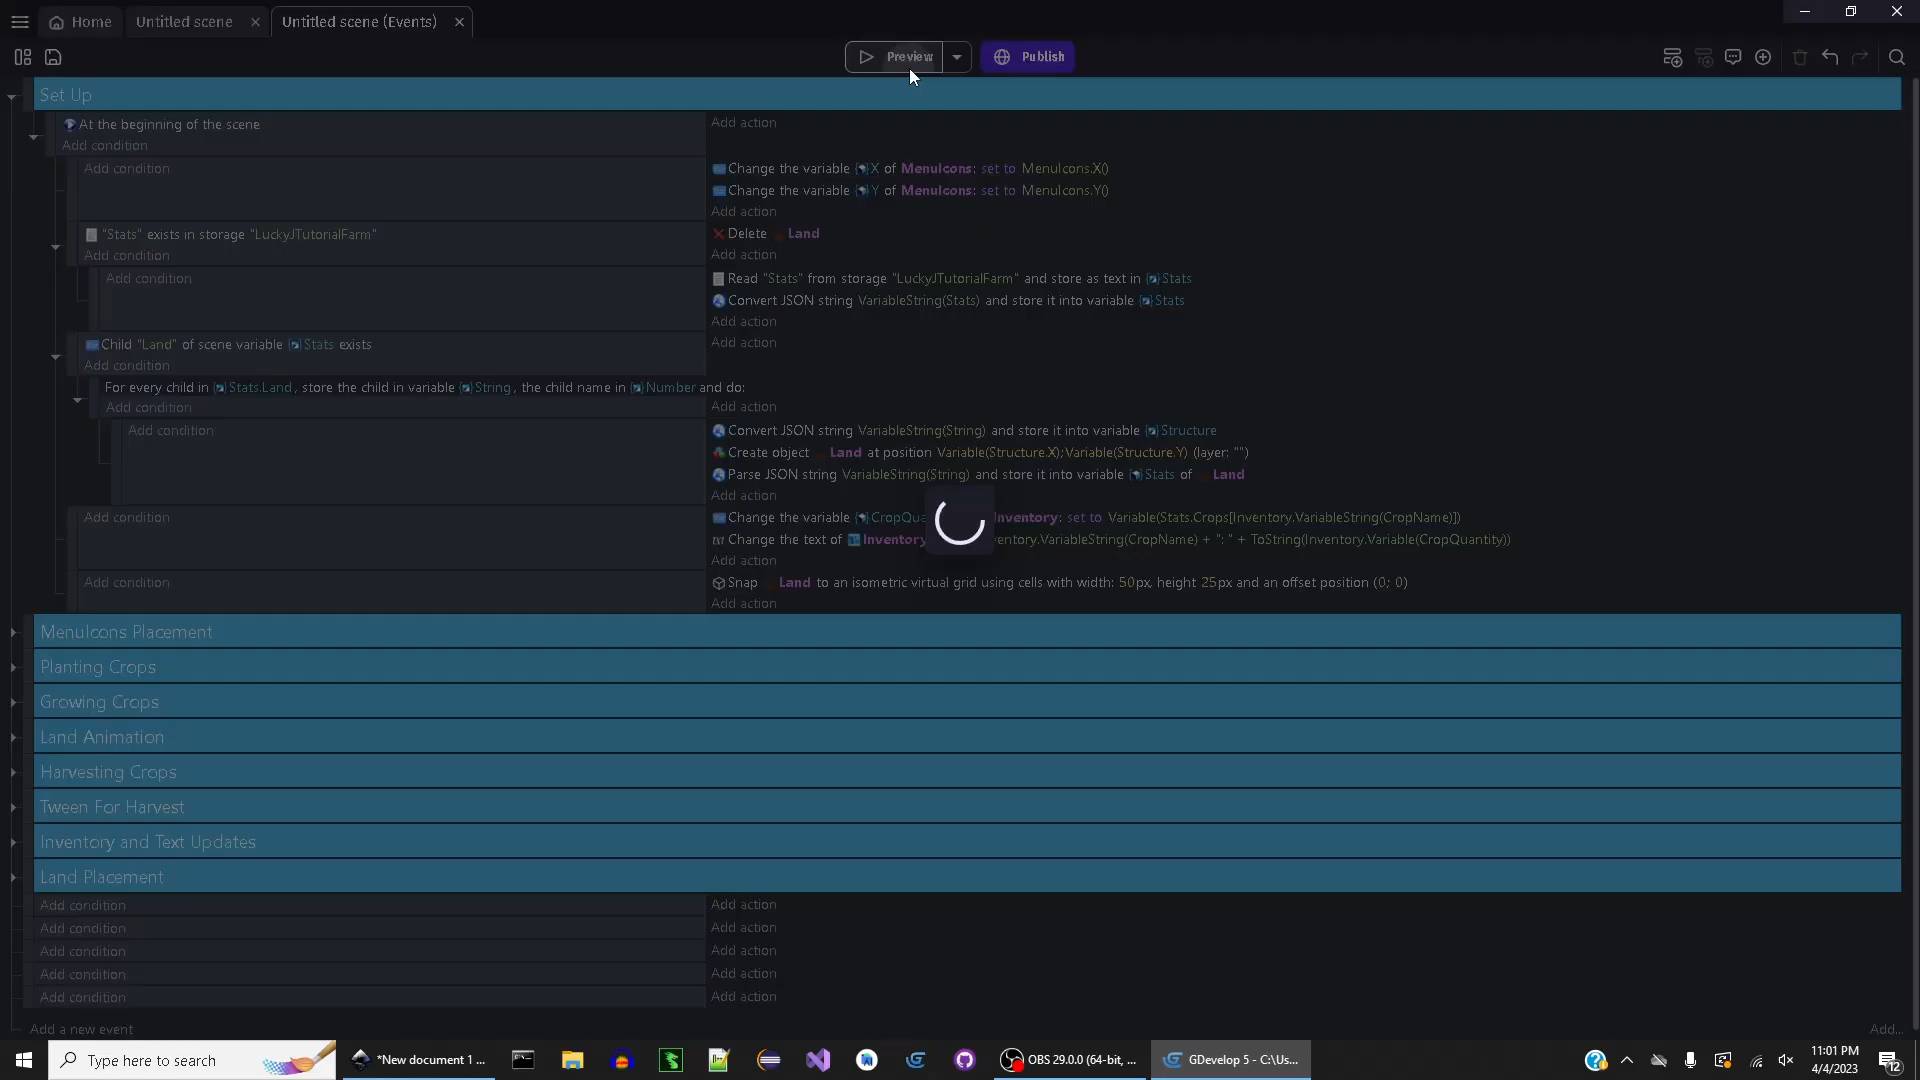 Home
Untitled scene
Untitled scene (Events)
Preview
Publish
Set Up
At the beginning of the scene
Add condition
Add action
Add condition
Change the variable X of MenuIcons: set to MenuIcons.X()
Change the variable Y of MenuIcons: set to MenuIcons.Y()
Add action
"Stats" exists in storage "LuckyJTutorialFarm"
Add condition
Delete Land
Add action
Add condition
Read "Stats" from storage "LuckyJTutorialFarm" and store as text in Stats
Convert JSON string VariableString(Stats) and store it into variable Stats
Add action
Child "Land" of scene variable Stats exists
Add condition
Add action
For every child in Stats.Land, store the child in variable String, the child name in Number and do:
Add condition
Add action
Add condition
Convert JSON string VariableString(String) and store it into variable Structure
Create object Land at position Variable(Structure.X);Variable(Structure.Y) (layer: "")
Parse JSON string VariableString(String) and store it into variable Stats of Land
Add action
Add condition
Change the variable CropQua Inventory: set to Variable(Stats.Crops[Inventory.VariableString(CropName)])
Change the text of Inventory ventory.VariableString(CropName) + ": " + ToString(Inventory.Variable(CropQuantity))
Add action
Add condition
Snap Land to an isometric virtual grid using cells with width: 50px, height 25px and an offset position (0; 0)
Add action
MenuIcons Placement
Planting Crops
Growing Crops
Land Animation
Harvesting Crops
Tween For Harvest
Inventory and Text Updates
Land Placement
Add condition Add action
Add condition Add action
Add condition Add action
Add condition Add action
Add condition Add action
Add a new event
Add...
Type here to search
*New document 1 ...
OBS 29.0.0 (64-bit, ...
GDevelop 5 - C:\Us...
11:01 PM
4/4/2023
12